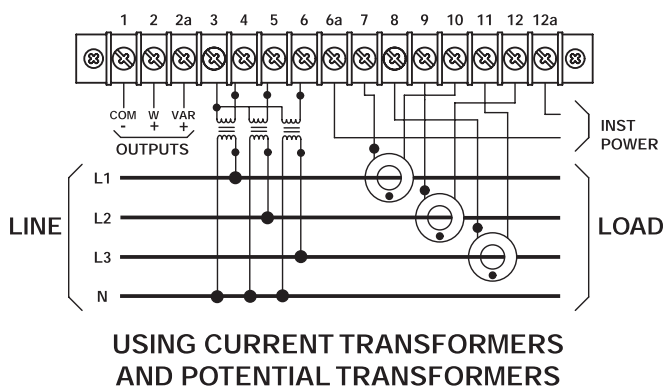 1 2 2a 3 4 5 6 6a 7 8 9 10 11 12 12a
COM W VAR
- + +
OUTPUTS
INST
POWER
L1
LINE L2 LOAD
L3
N
USING CURRENT TRANSFORMERS
AND POTENTIAL TRANSFORMERS